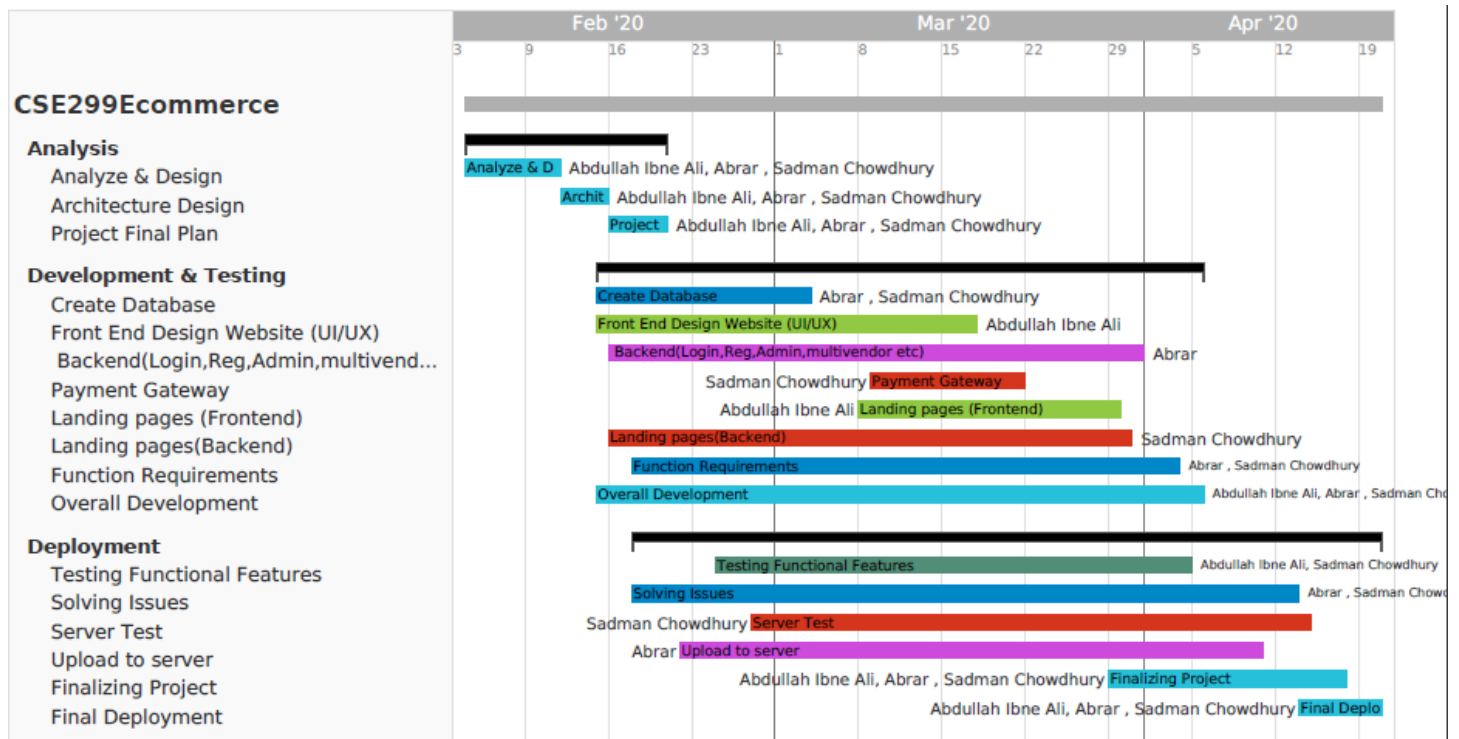 Feb '20 Mar '20 Apr '20
3 9 16 23 1 8 15 22 29 5 12 19
CSE299Ecommerce
Analysis
Analyze & D Abdullah Ibne Ali, Abrar , Sadman Chowdhury
Analyze & Design
Archit Abdullah Ibne Ali, Abrar , Sadman Chowdhury
Architecture Design
Project Abdullah Ibne Ali, Abrar , Sadman Chowdhury
Project Final Plan
Development & Testing
Create Database Create Database Abrar , Sadman Chowdhury
Front End Design Website (UI/UX) Front End Design Website (UI/UX) Abdullah Ibne Ali
Backend(Login,Reg,Admin,multivend... Backend(Login,Reg,Admin,multivendor etc) Abrar
Payment Gateway Sadman Chowdhury Payment Gateway
Landing pages (Frontend) Abdullah Ibne Ali Landing pages (Frontend)
Landing pages(Backend) Landing pages(Backend) Sadman Chowdhury
Function Requirements Function Requirements Abrar , Sadman Chowdhury
Overall Development Overall Development Abdullah Ibne Ali, Abrar , Sadman Cho
Deployment
Testing Functional Features Testing Functional Features Abdullah Ibne Ali, Sadman Chowdhury
Solving Issues Solving Issues Abrar , Sadman Chowd
Server Test Sadman Chowdhury Server Test
Upload to server Abrar Upload to server
Finalizing Project Abdullah Ibne Ali, Abrar , Sadman Chowdhury Finalizing Project
Final Deployment Abdullah Ibne Ali, Abrar , Sadman Chowdhury Final Deplo